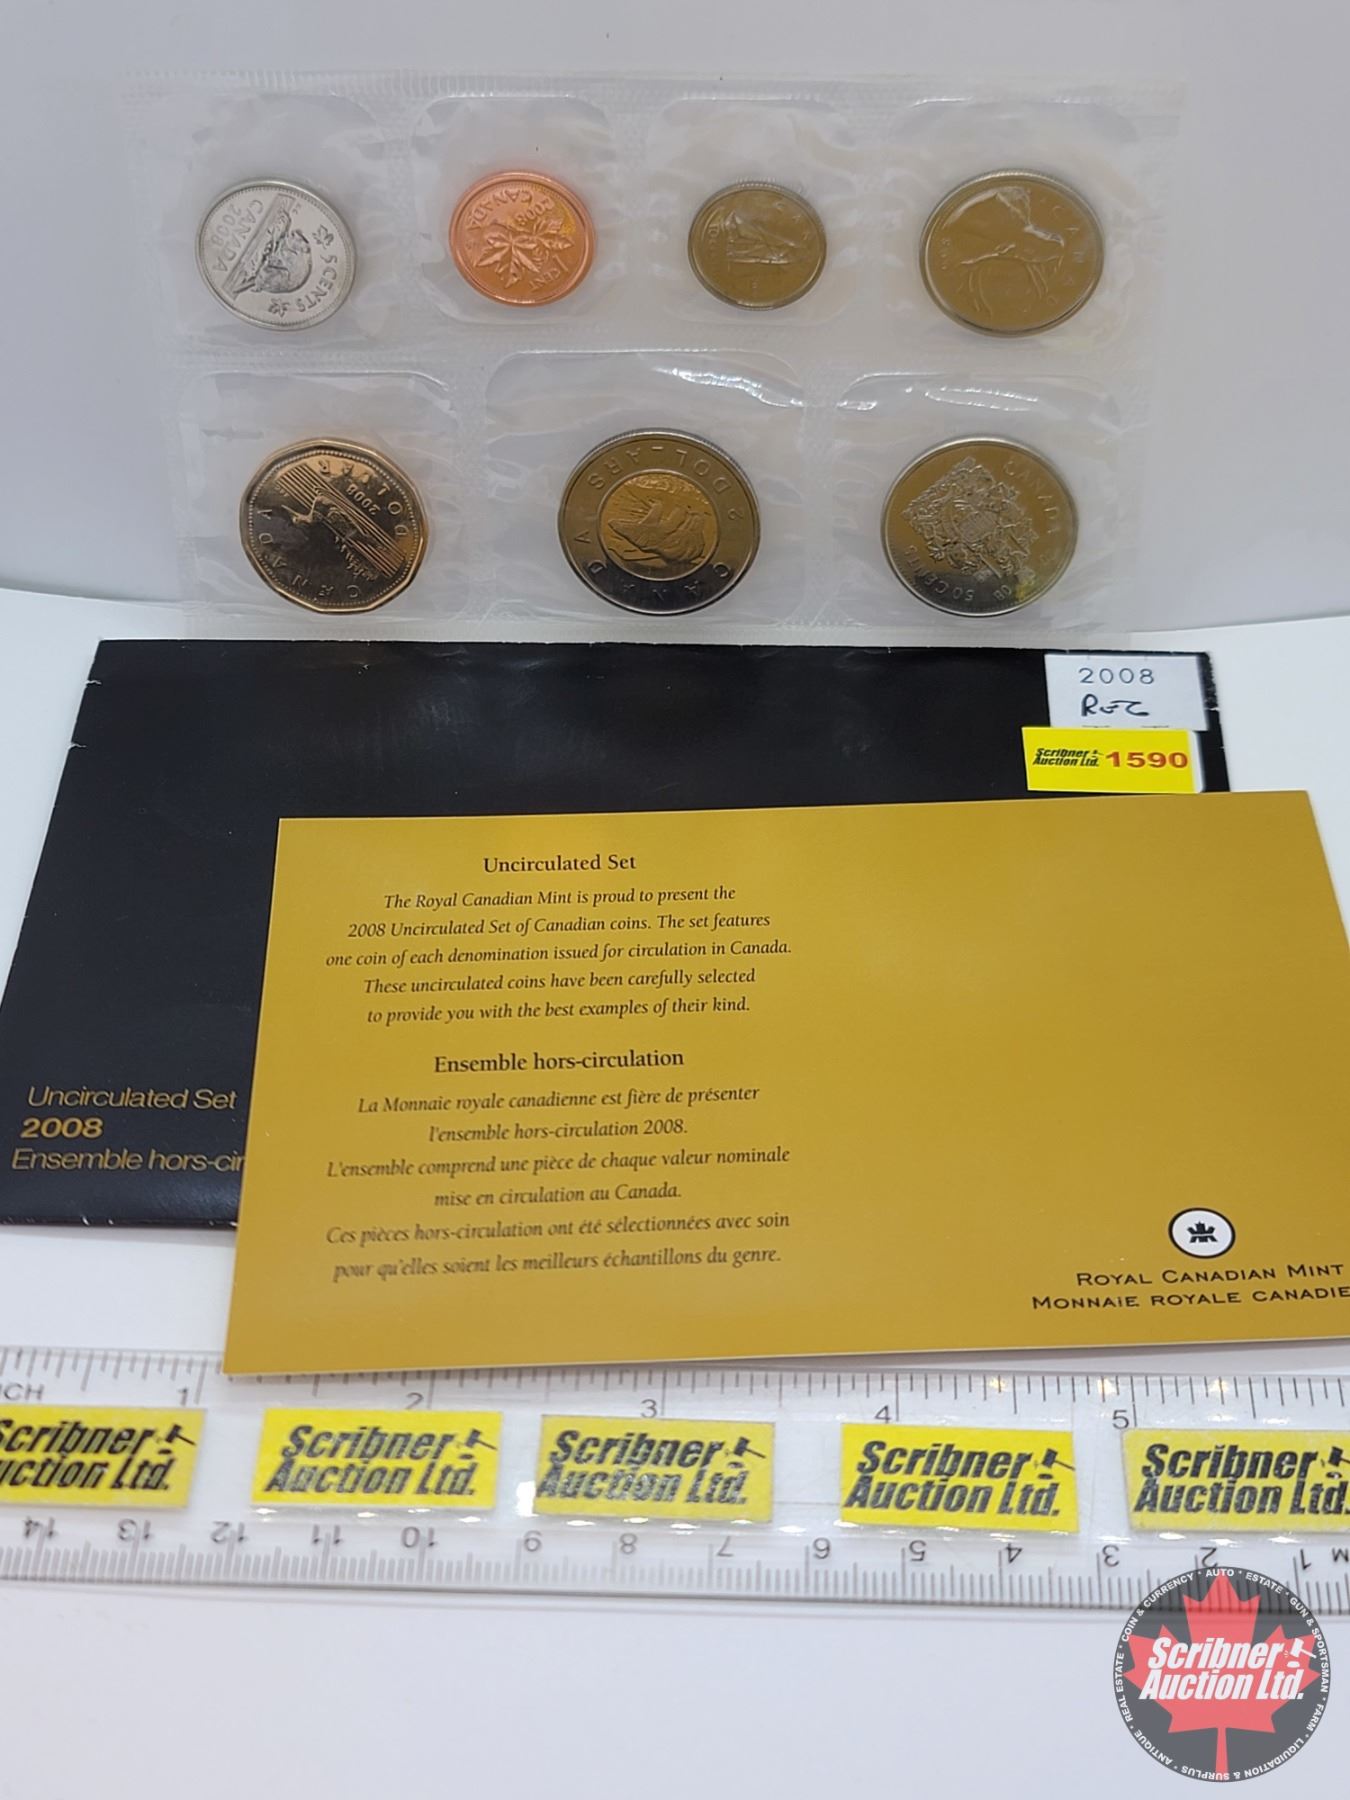 5 CENTS
CANADA
2008
2008
CANADA
1 CENT
CANADA
CANADA
CANADA
DOLLAR
2008
CANADA
2 DOLLARS
CANADA
50 CENTS
2008
Scribner
Auction Ltd. 1590
Uncirculated Set
2008
Ensemble hors-cir
Uncirculated Set
The Royal Canadian Mint is proud to present the
2008 Uncirculated Set of Canadian coins. The set features
one coin of each denomination issued for circulation in Canada.
These uncirculated coins have been carefully selected
to provide you with the best examples of their kind.
Ensemble hors-circulation
La Monnaie royale canadienne est fière de présenter
l'ensemble hors-circulation 2008.
L'ensemble comprend une pièce de chaque valeur nominale
mise en circulation au Canada.
Ces pièces hors-circulation ont été sélectionnées avec soin
pour qu'elles soient les meilleurs échantillons du genre.
ROYAL CANADIAN MINT
MONNAIE ROYALE CANADIE
1 2 3 4 5
Scribner
Auction Ltd.
Scribner
Auction Ltd.
Scribner
Auction Ltd.
Scribner
Auction Ltd.
Scribner
Auction Ltd.
14 13 12 11 10 9 8 7 6 5 4 3 2 1
COIN & CURRENCY * AUTO * ESTATE * GUN & SPORTSMAN * FARM * LIQUIDATION & SURPLUS * ANTIQUE * REAL ESTATE *
Scribner
Auction Ltd.